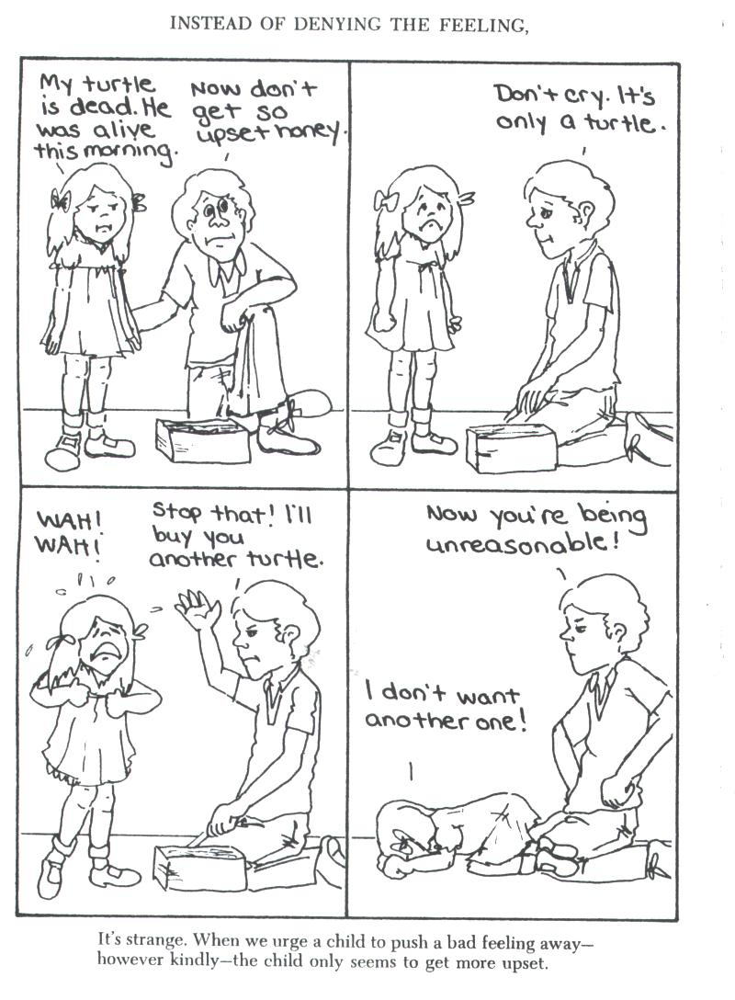 INSTEAD OF DENYING THE FEELING,
My turtle
is dead. He
was alive
this morning.
Now don't
get so
upset honey.
Don't cry. It's
only a turtle.
WAH!
WAH!
Stop that! I'll
buy you
another turtle.
Now you're being
unreasonable!
I don't want
another one!
It's strange. When we urge a child to push a bad feeling away—
however kindly—the child only seems to get more upset.